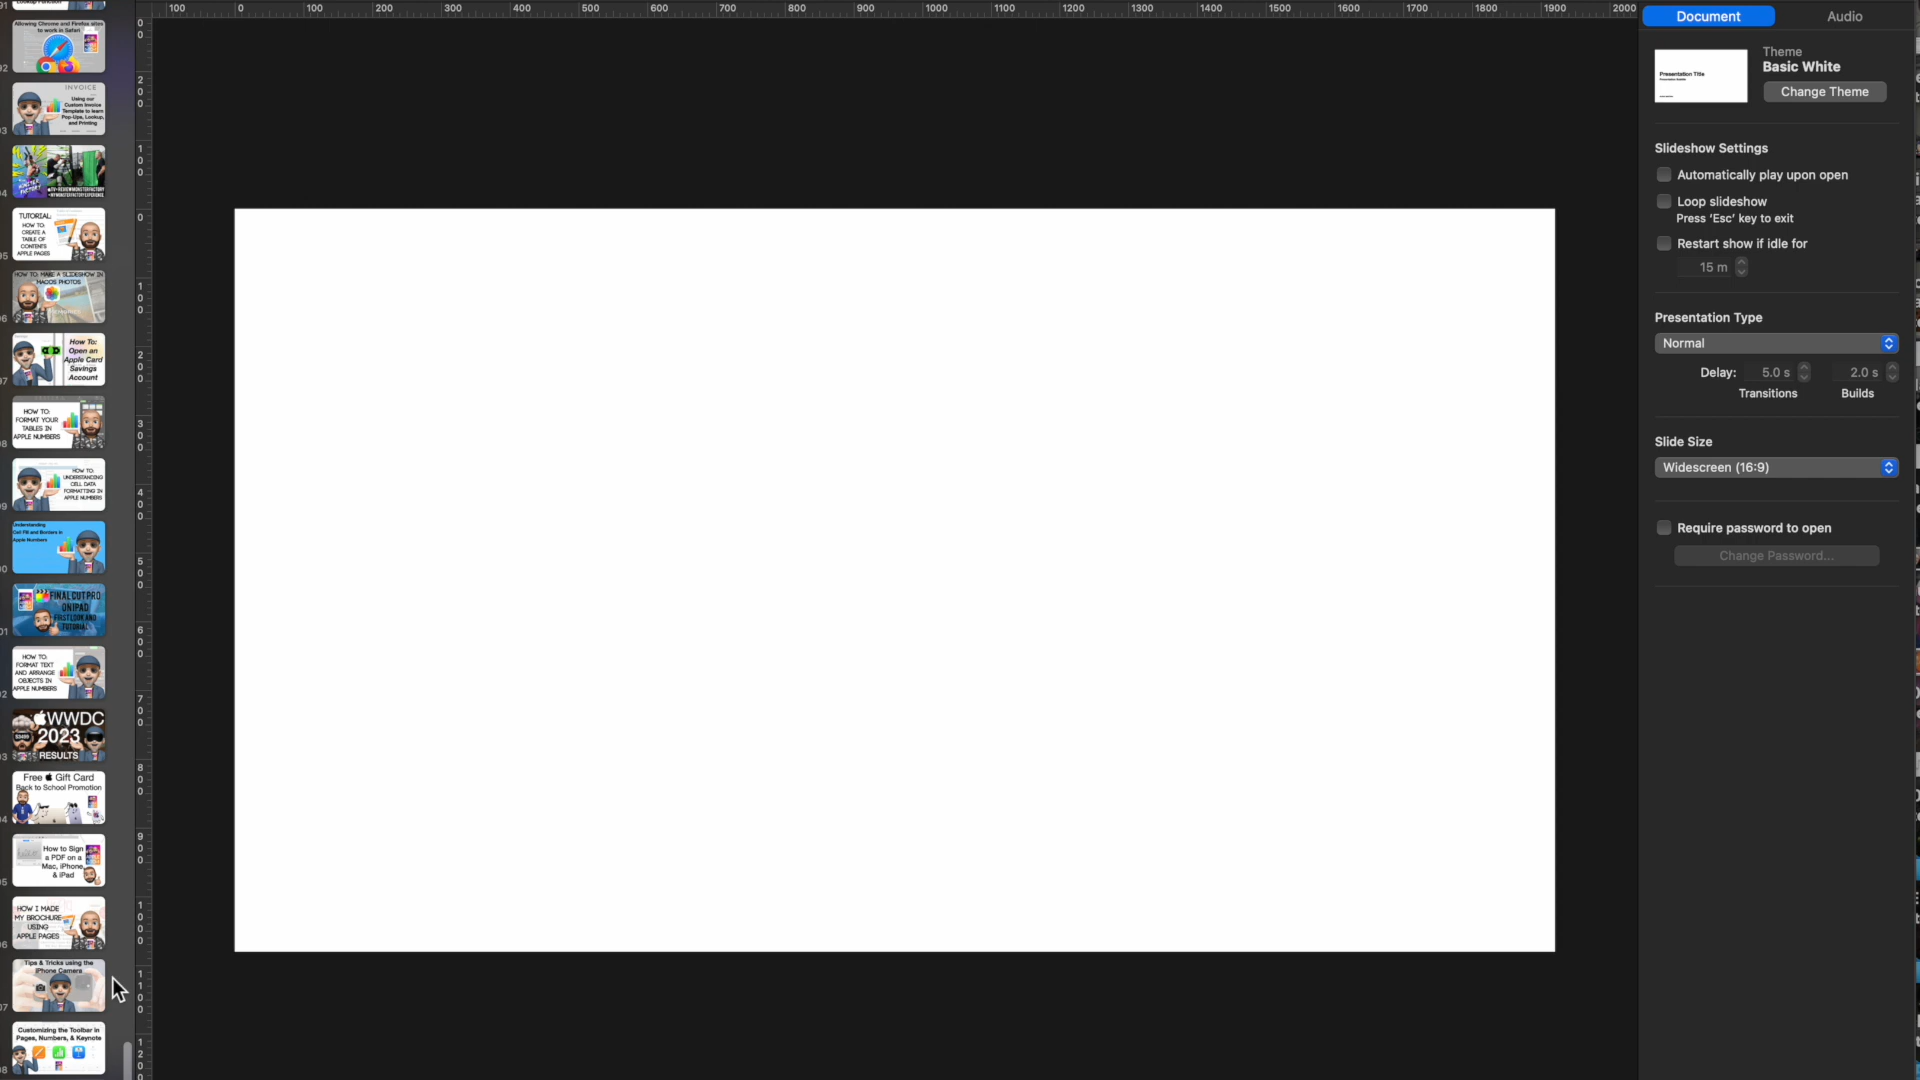 100 0 100 200 300 400 500 600 700 800 900 1000 1100 1200 1300 1400 1500 1600 1700 1800 1900 2000
Document
Audio
Theme
Basic White
Change Theme
Presentation Title
Slideshow Settings
Automatically play upon open
Loop slideshow
Press ‘Esc’ key to exit
Restart show if idle for
15 m
Presentation Type
Normal
Delay:
5.0 s
2.0 s
Transitions
Builds
Slide Size
Widescreen (16:9)
Require password to open
Change Password...
Allowing Chrome and Firefox sites
to work in Safari
INVOICE
Using our
Custom Invoice
Template to learn
Pop-Ups, Lookup,
and Printing
TUTORIAL:
HOW TO:
CREATE A
TABLE OF
CONTENTS
APPLE PAGES
HOW TO: MAKE A SLIDESHOW IN
MACOS PHOTOS
How To:
Open an
Apple Card
Savings
Account
HOW TO:
FORMAT YOUR
TABLES IN
APPLE NUMBERS
HOW TO:
UNDERSTANDING
CELL DATA
FORMATTING IN
APPLE NUMBERS
Understanding
Cell Fill and Borders in
Apple Numbers
FINAL CUT PRO
ON IPAD
FIRST LOOK AND
TUTORIAL
HOW TO:
FORMAT TEXT
AND ARRANGE
OBJECTS IN
APPLE NUMBERS
WWDC
2023
$3499
RESULTS
Free Gift Card
Back to School Promotion
How to Sign
a PDF on a
Mac, iPhone,
& iPad
HOW I MADE
MY BROCHURE
USING
APPLE PAGES
Tips & Tricks using the
iPhone Camera
Customizing the Toolbar in
Pages, Numbers, & Keynote